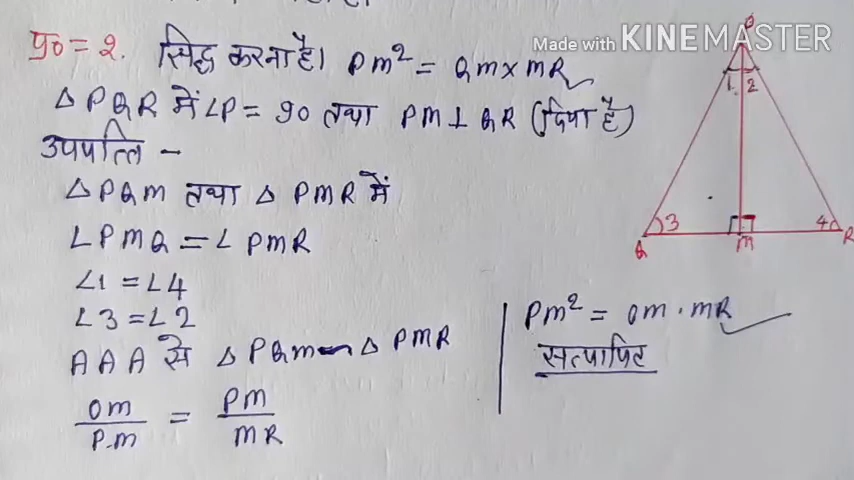 Made with KINEMASTER
प्र० = 2. सिद्ध करना है। PM² = QM × MR
△PQR में ∠P = 90 तथा PM ⊥ QR (दिया है)
उपपत्ति –
△PQM तथा △PMR में
∠PMQ = ∠PMR
∠1 = ∠4
∠3 = ∠2
AAA से △PQM ~ △PMR
QM/P.M = PM/MR
PM² = QM . MR
सत्यापित
P
1 2
3 4
Q M R